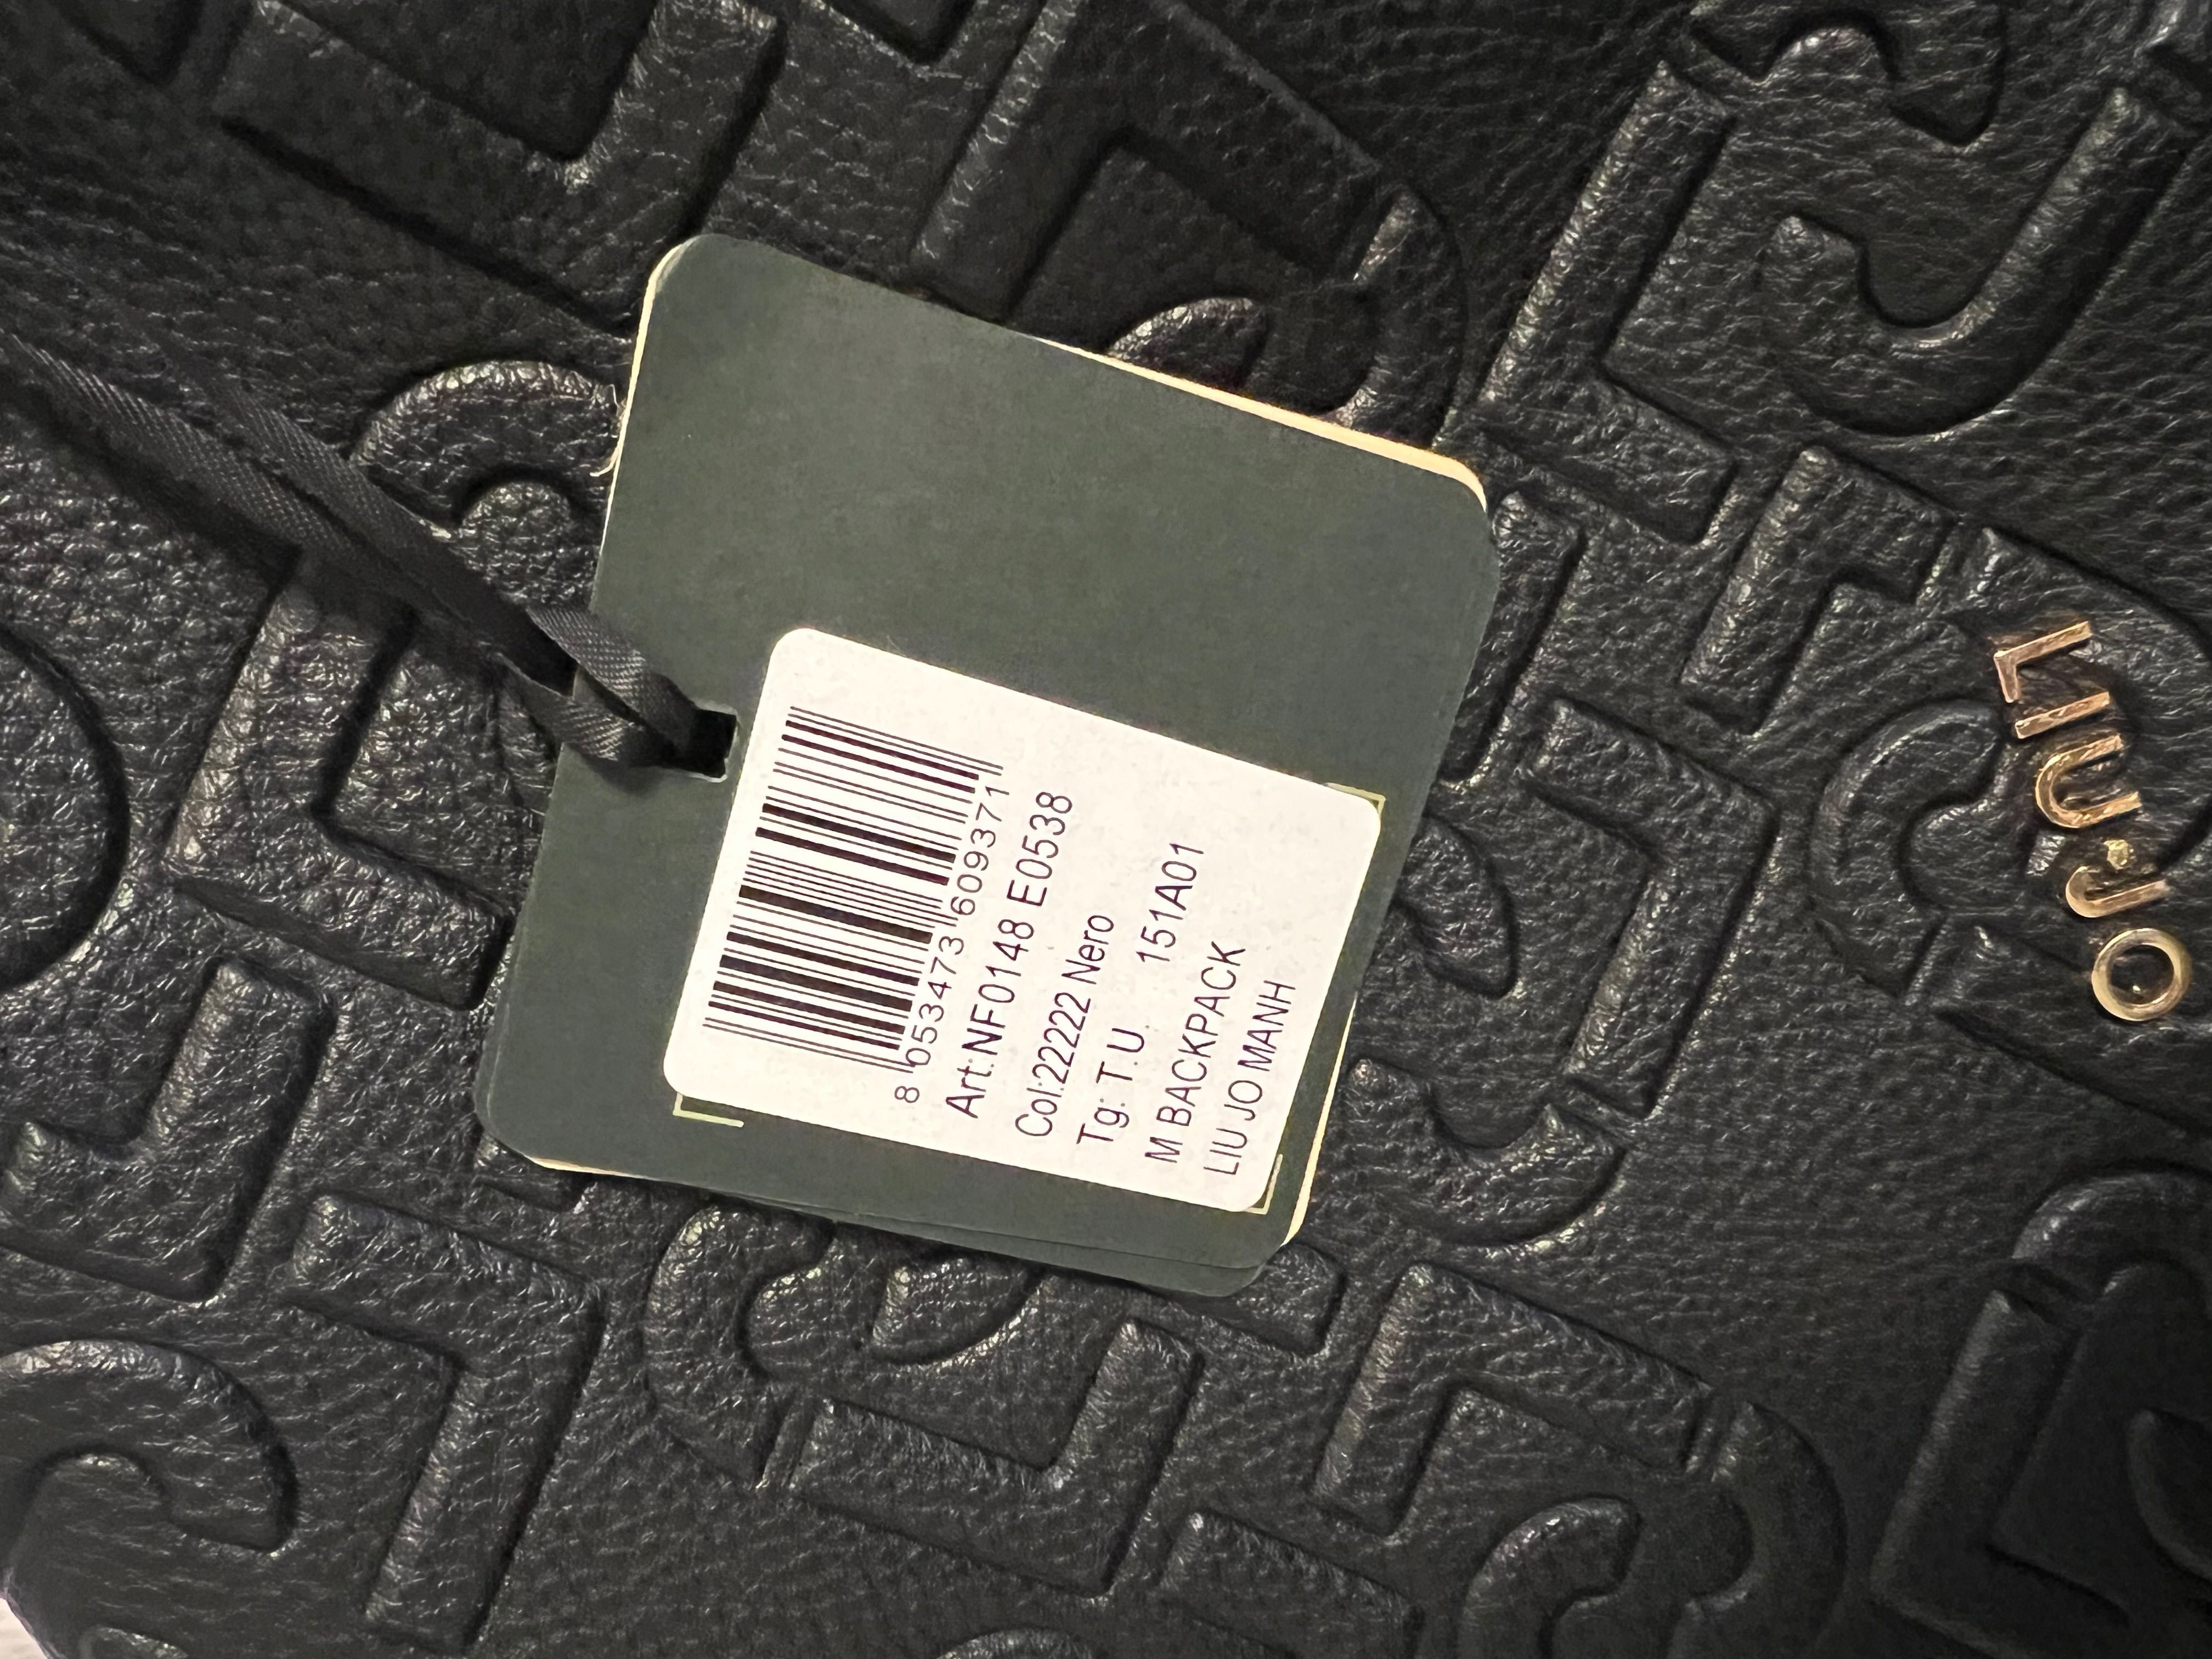 8 053473 609371
Art.:NF0148 E0538
Col:22222 Nero
Tg: T.U 151A01
M BACKPACK
LIU JO MANH
LIU·JO